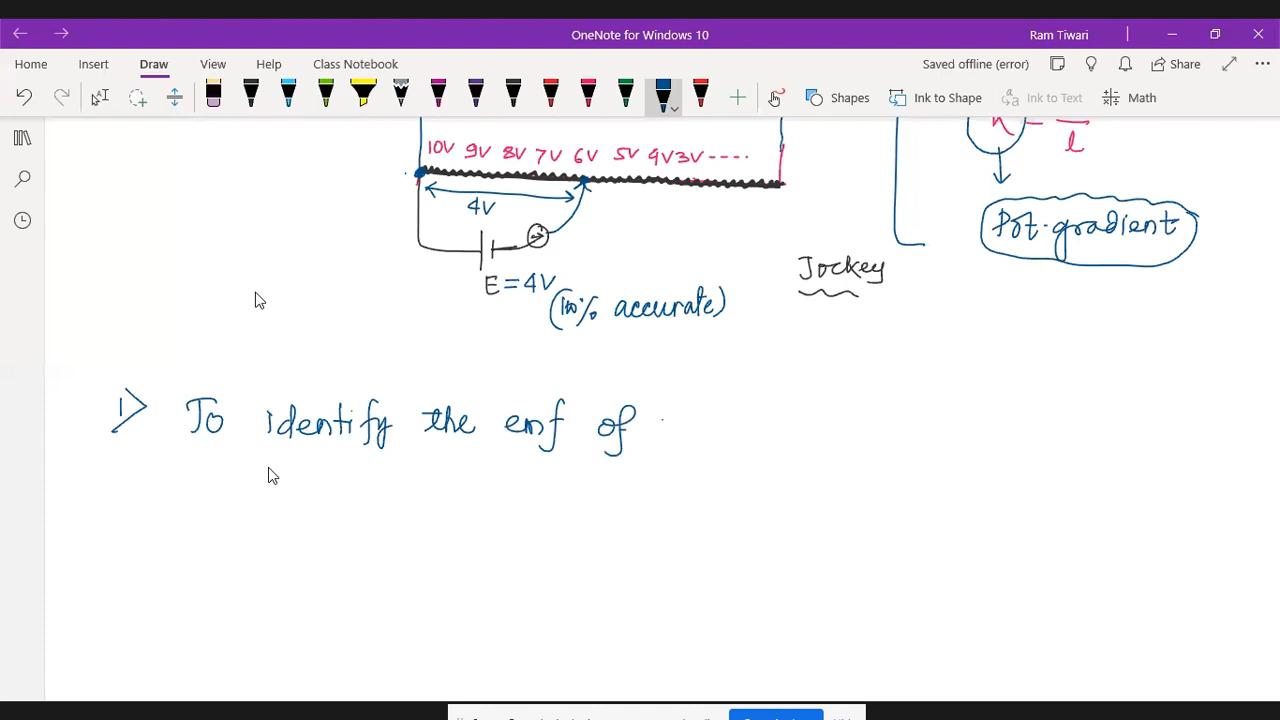 OneNote for Windows 10
Ram Tiwari
Home Insert Draw View Help Class Notebook
Saved offline (error)
Share
Shapes
Ink to Shape
Ink to Text
Math
10V 9V 8V 7V 6V 5V 4V 3V ----
4V
E = 4V
(100% accurate)
Jockey
K = l
Pot. gradient
1> To identify the emf of